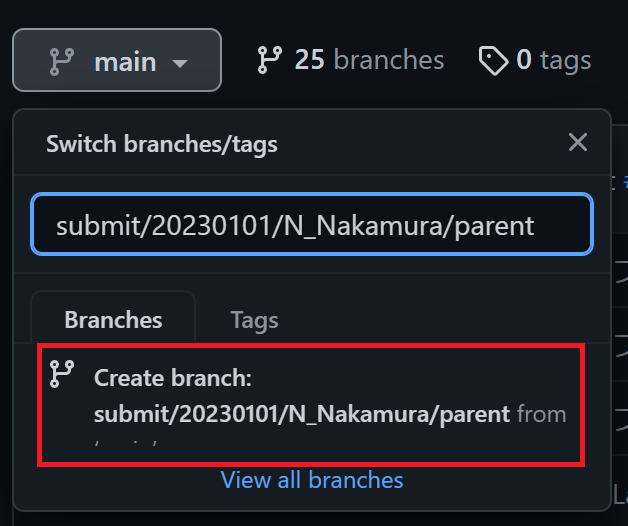 main
25 branches
0 tags
Switch branches/tags
submit/20230101/N_Nakamura/parent
Branches
Tags
Create branch:
submit/20230101/N_Nakamura/parent from
View all branches